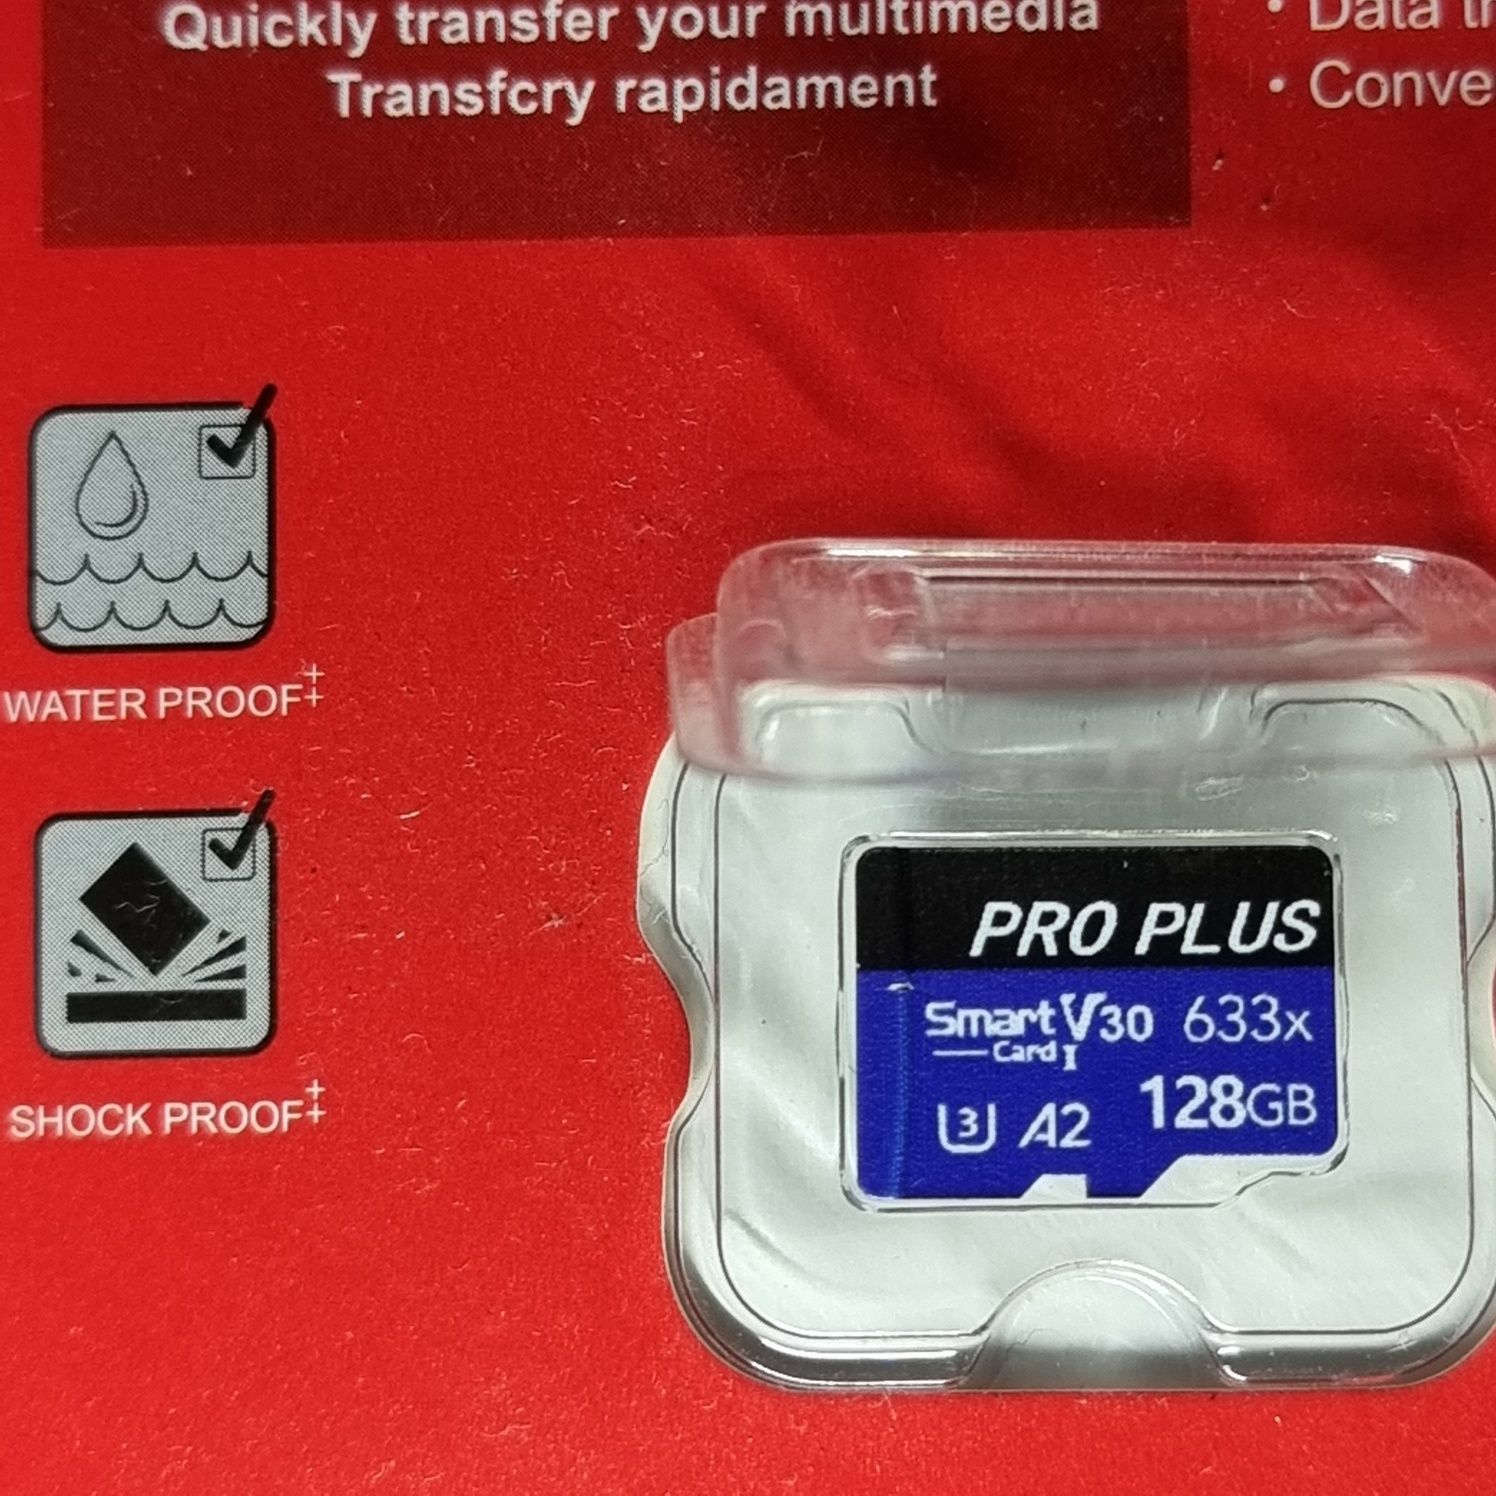 Quickly transfer your multimedia
Transfcry rapidament
• Data
• Conve
WATER PROOF
SHOCK PROOF
PRO PLUS
Smart V30 633x
Card I
U3 A2 128GB